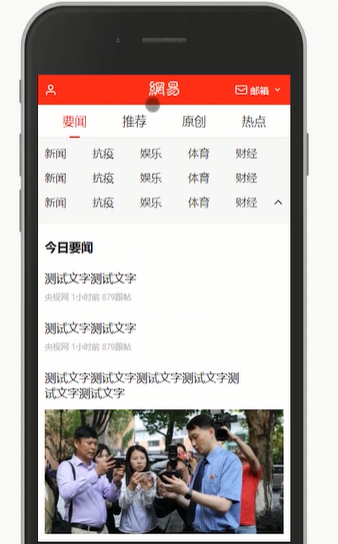 網易
邮箱
要闻 推荐 原创 热点
新闻 抗疫 娱乐 体育 财经
新闻 抗疫 娱乐 体育 财经
新闻 抗疫 娱乐 体育 财经
今日要闻
测试文字测试文字
央视网 1小时前 879跟帖
测试文字测试文字
央视网 1小时前 879跟帖
测试文字测试文字测试文字测试文字测
试文字测试文字